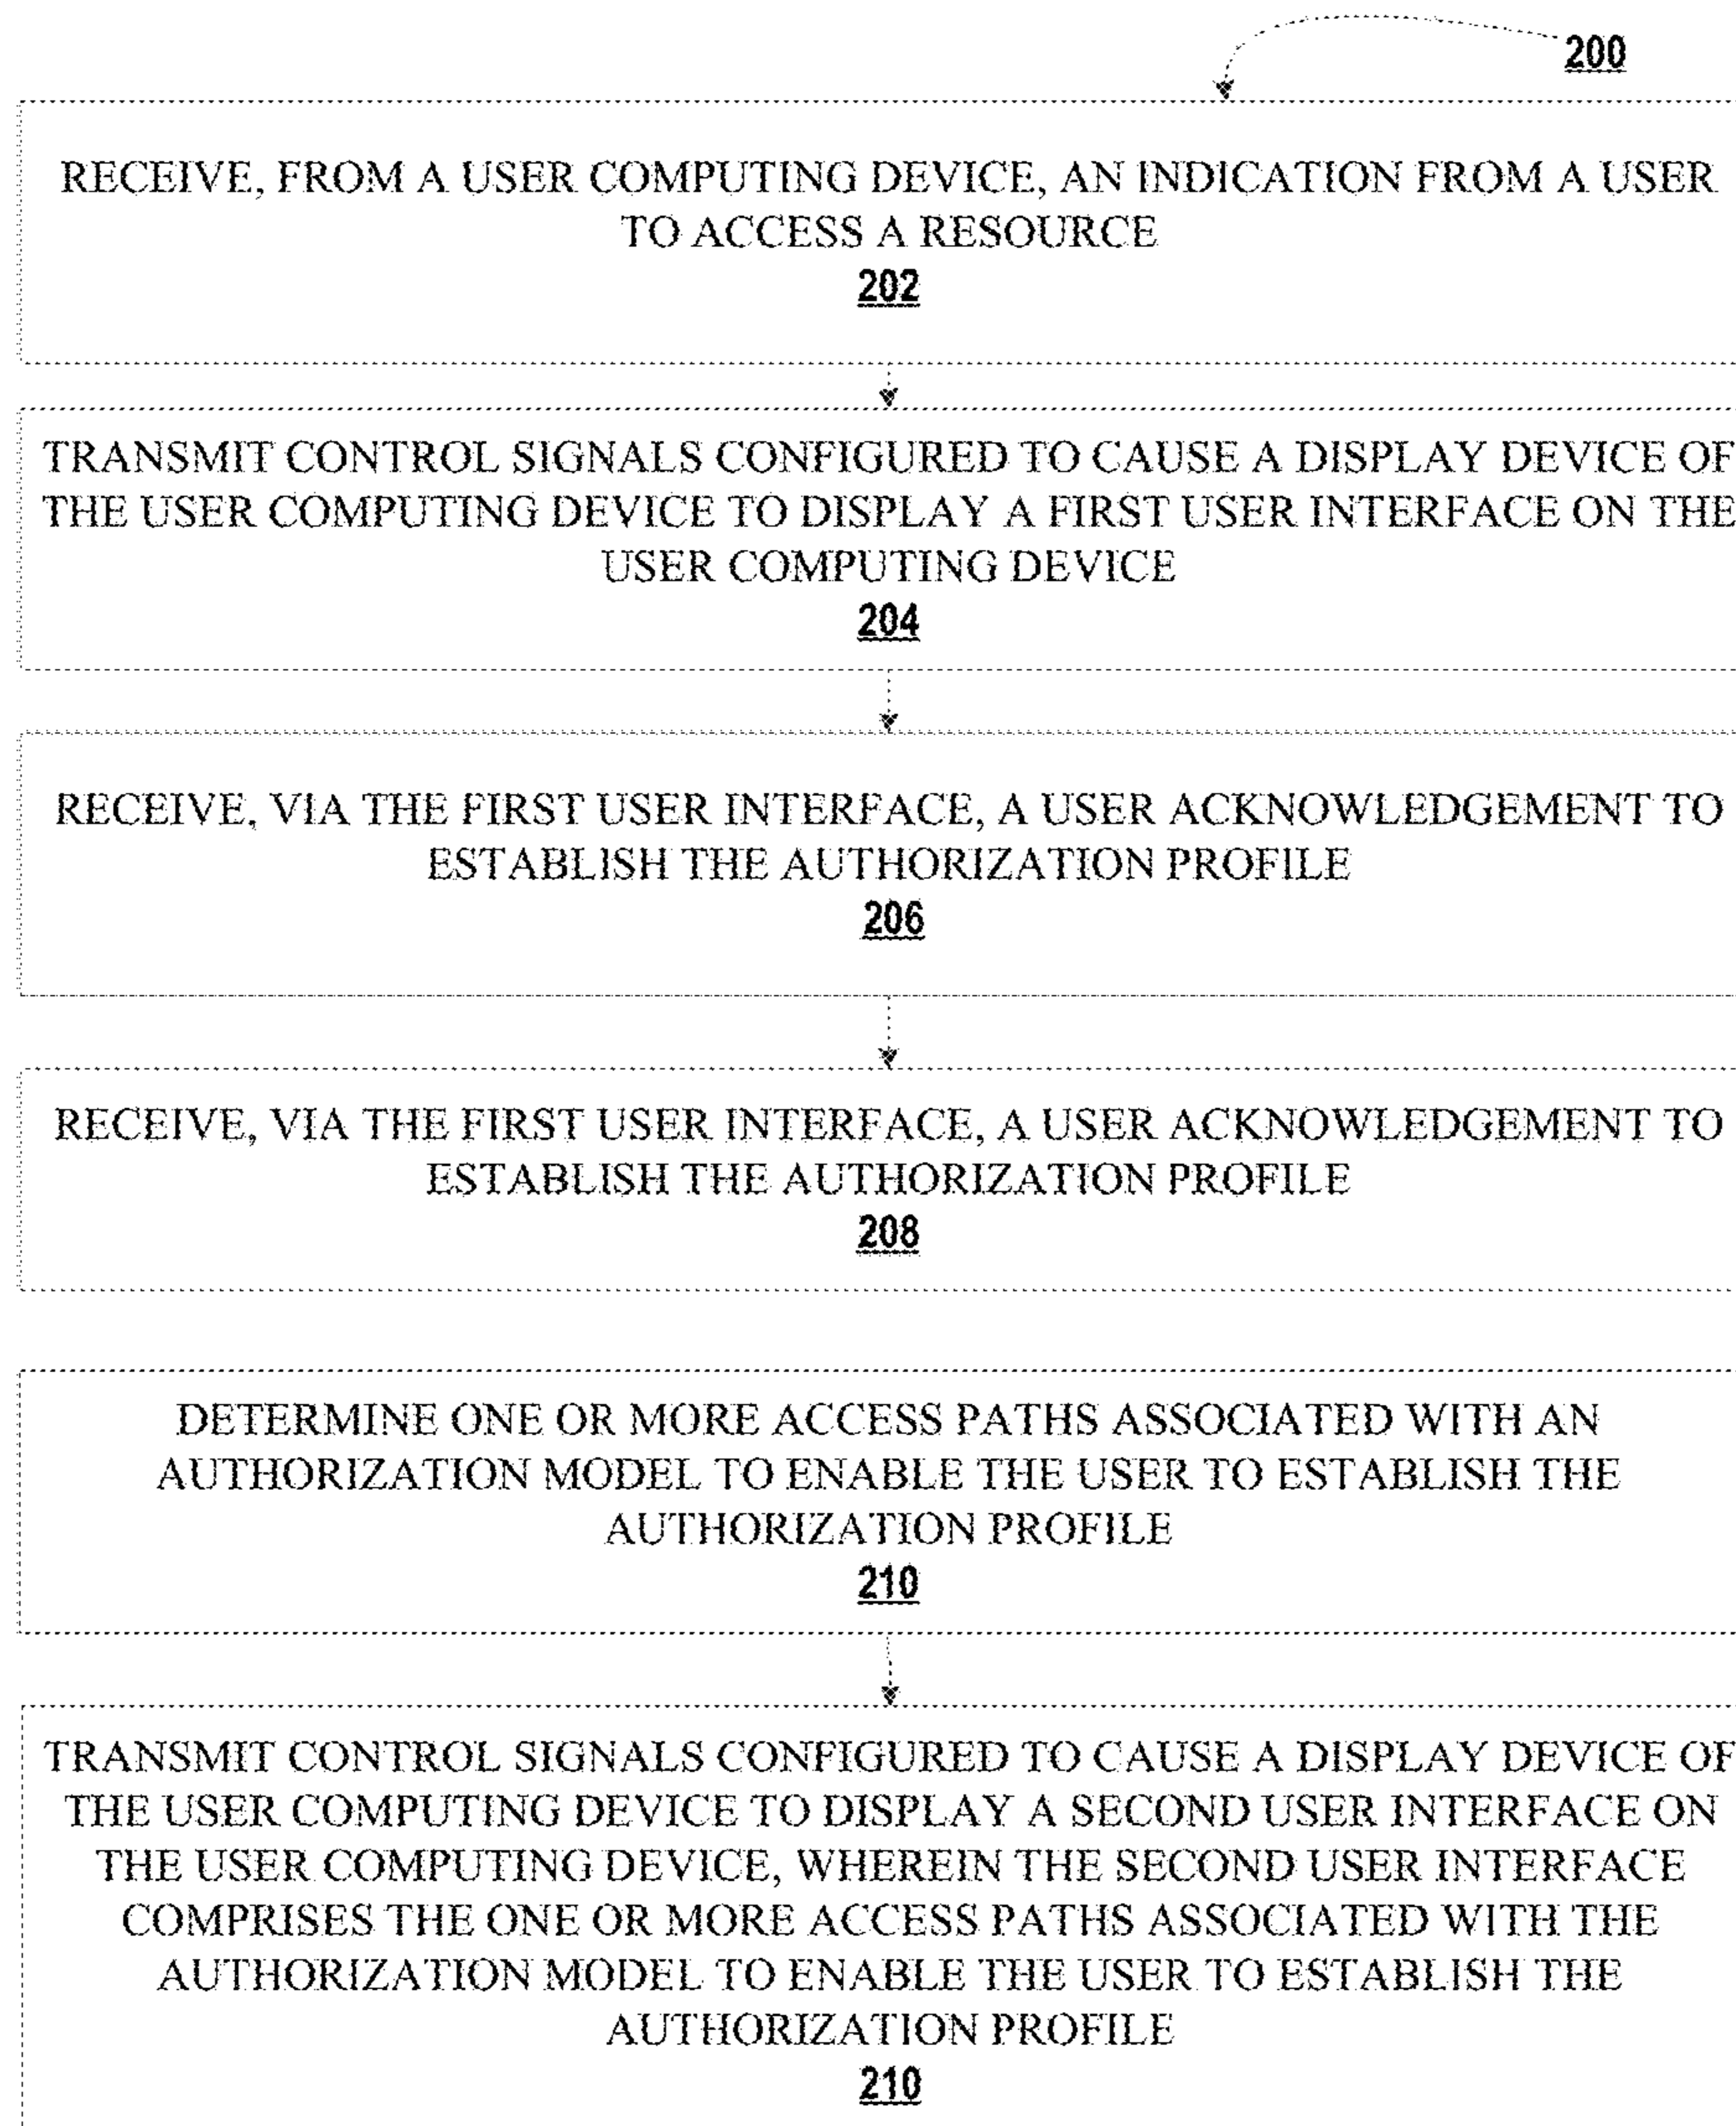 200
RECEIVE, FROM A USER COMPUTING DEVICE, AN INDICATION FROM A USER
TO ACCESS A RESOURCE
202
TRANSMIT CONTROL SIGNALS CONFIGURED TO CAUSE A DISPLAY DEVICE OF
THE USER COMPUTING DEVICE TO DISPLAY A FIRST USER INTERFACE ON THE
USER COMPUTING DEVICE
204
RECEIVE, VIA THE FIRST USER INTERFACE, A USER ACKNOWLEDGEMENT TO
ESTABLISH THE AUTHORIZATION PROFILE
206
RECEIVE, VIA THE FIRST USER INTERFACE, A USER ACKNOWLEDGEMENT TO
ESTABLISH THE AUTHORIZATION PROFILE
208
DETERMINE ONE OR MORE ACCESS PATHS ASSOCIATED WITH AN
AUTHORIZATION MODEL TO ENABLE THE USER TO ESTABLISH THE
AUTHORIZATION PROFILE
210
TRANSMIT CONTROL SIGNALS CONFIGURED TO CAUSE A DISPLAY DEVICE OF
THE USER COMPUTING DEVICE TO DISPLAY A SECOND USER INTERFACE ON
THE USER COMPUTING DEVICE, WHEREIN THE SECOND USER INTERFACE
COMPRISES THE ONE OR MORE ACCESS PATHS ASSOCIATED WITH THE
AUTHORIZATION MODEL TO ENABLE THE USER TO ESTABLISH THE
AUTHORIZATION PROFILE
210